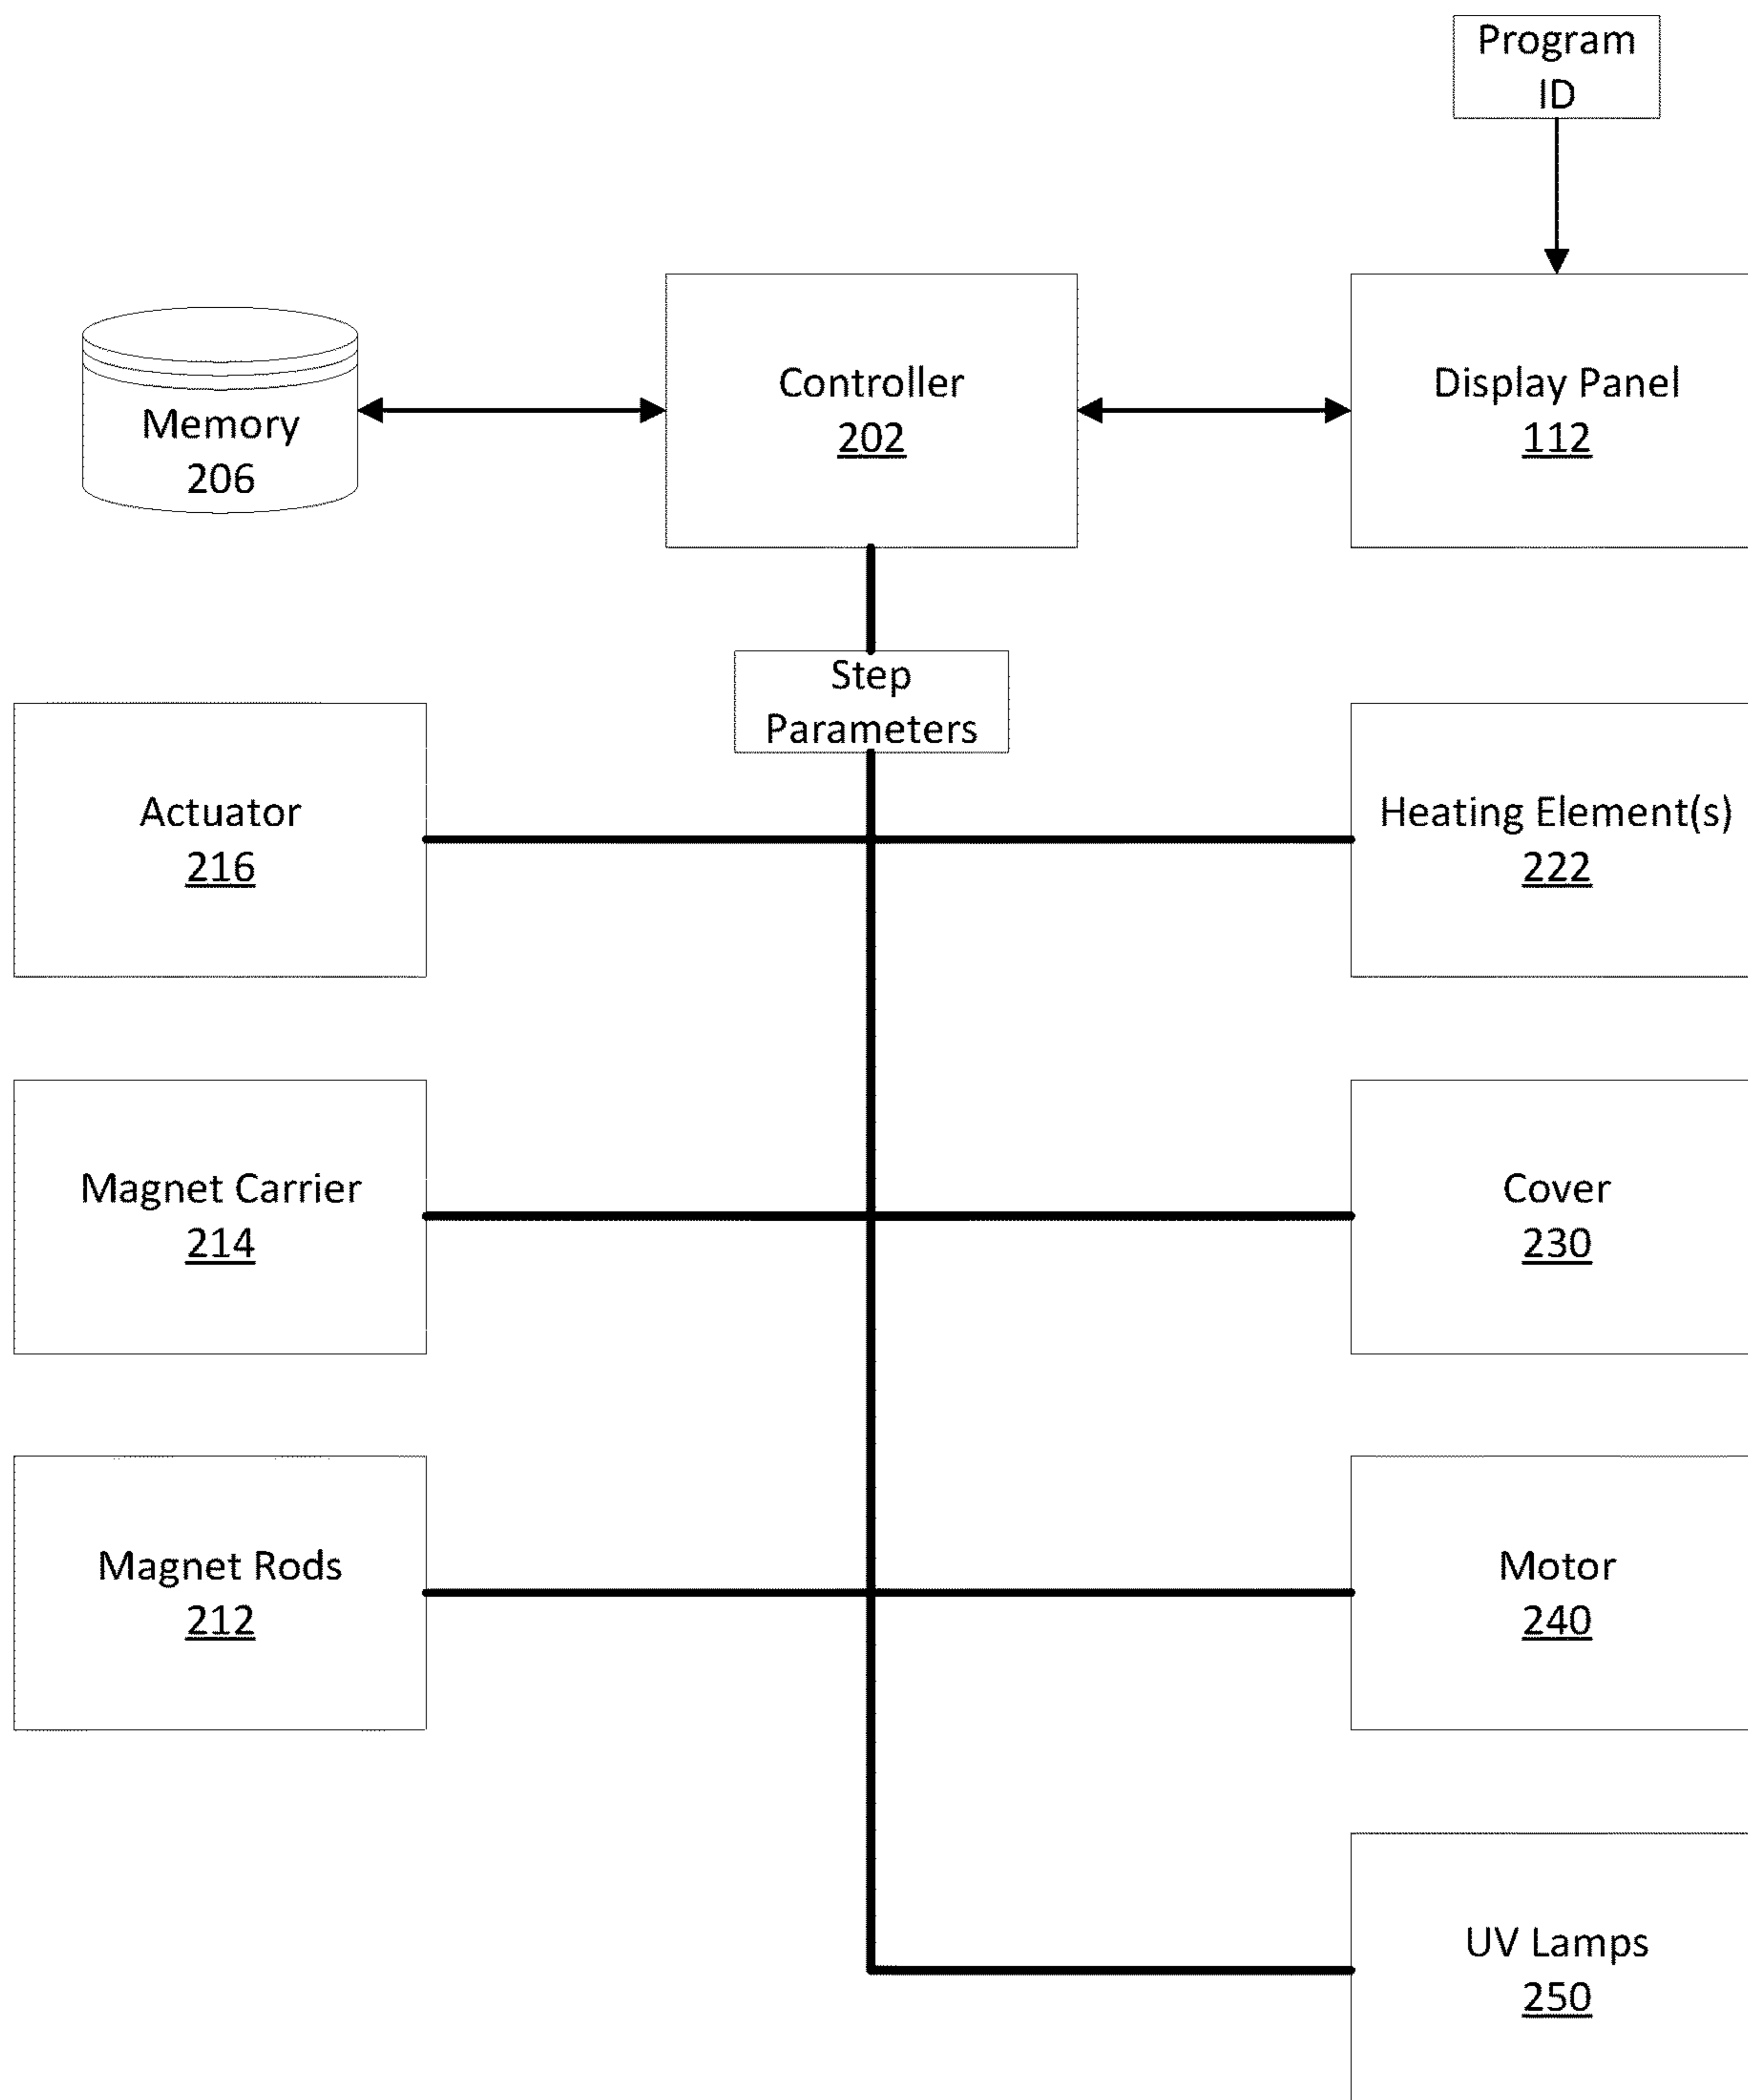 Program
ID
Memory
206
Controller
202
Display Panel
112
Step
Parameters
Actuator
216
Heating Element(s)
222
Magnet Carrier
214
Cover
230
Magnet Rods
212
Motor
240
UV Lamps
250